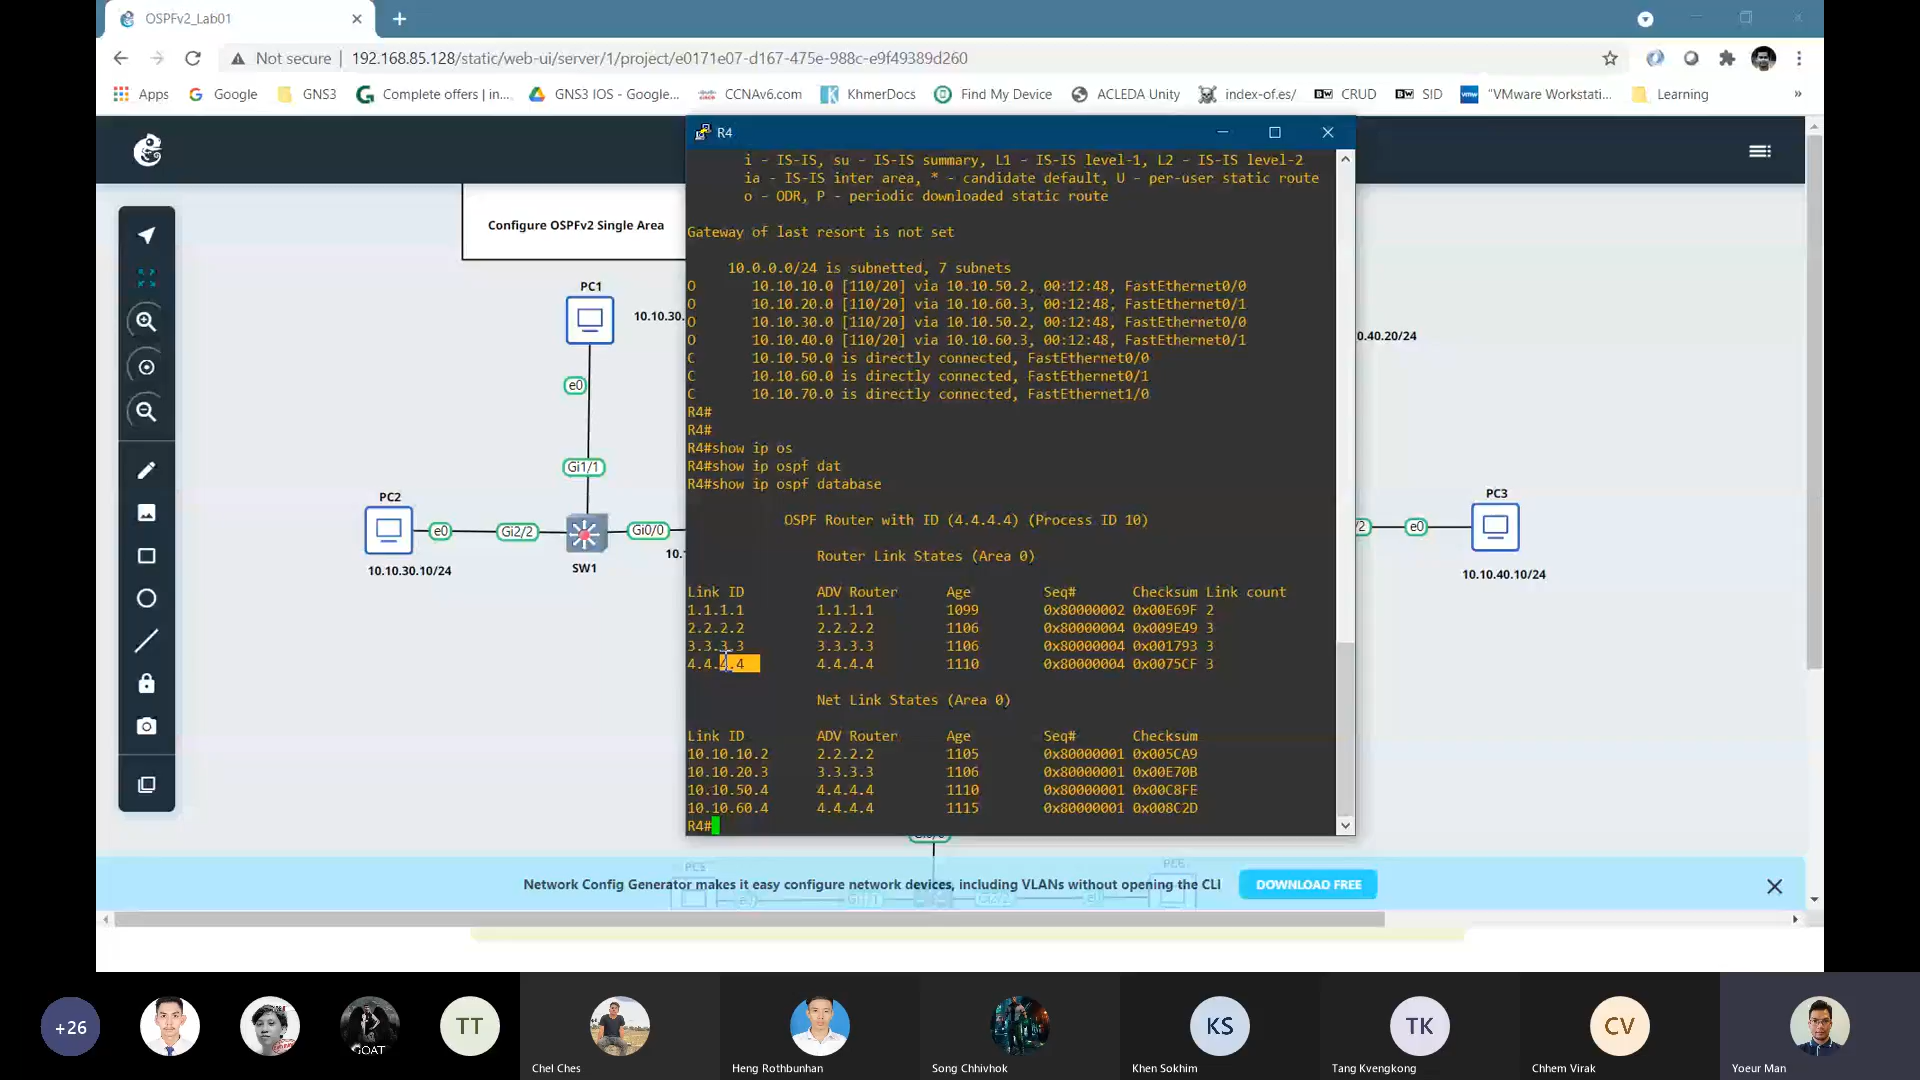 OSPFv2_Lab01
Not secure | 192.168.85.128/static/web-ui/server/1/project/e0171e07-d167-475e-988c-e9f49389d260
Apps Google GNS3 Complete offers | in... GNS3 IOS - Google... CCNAv6.com KhmerDocs Find My Device ACLEDA Unity index-of.es/ CRUD SID "VMware Workstati... Learning »
R4
i - IS-IS, su - IS-IS summary, L1 - IS-IS level-1, L2 - IS-IS level-2
ia - IS-IS inter area, * - candidate default, U - per-user static route
o - ODR, P - periodic downloaded static route
Gateway of last resort is not set
10.0.0.0/24 is subnetted, 7 subnets
O 10.10.10.0 [110/20] via 10.10.50.2, 00:12:48, FastEthernet0/0
O 10.10.20.0 [110/20] via 10.10.60.3, 00:12:48, FastEthernet0/1
O 10.10.30.0 [110/20] via 10.10.50.2, 00:12:48, FastEthernet0/0
O 10.10.40.0 [110/20] via 10.10.60.3, 00:12:48, FastEthernet0/1
C 10.10.50.0 is directly connected, FastEthernet0/0
C 10.10.60.0 is directly connected, FastEthernet0/1
C 10.10.70.0 is directly connected, FastEthernet1/0
R4#
R4#
R4#show ip os
R4#show ip ospf dat
R4#show ip ospf database
OSPF Router with ID (4.4.4.4) (Process ID 10)
Router Link States (Area 0)
Link ID ADV Router Age Seq# Checksum Link count
1.1.1.1 1.1.1.1 1099 0x80000002 0x00E69F 2
2.2.2.2 2.2.2.2 1106 0x80000004 0x009E49 3
3.3.3.3 3.3.3.3 1106 0x80000004 0x001793 3
4.4.4.4 4.4.4.4 1110 0x80000004 0x0075CF 3
Net Link States (Area 0)
Link ID ADV Router Age Seq# Checksum
10.10.10.2 2.2.2.2 1105 0x80000001 0x005CA9
10.10.20.3 3.3.3.3 1106 0x80000001 0x00E70B
10.10.50.4 4.4.4.4 1110 0x80000001 0x00C8FE
10.10.60.4 4.4.4.4 1115 0x80000001 0x008C2D
R4#
Configure OSPFv2 Single Area
PC1
10.10.30.
e0
Gi1/1
PC2
e0
Gi2/2
Gi0/0
10.1
SW1
10.10.30.10/24
.40.20/24
PC3
/2
e0
10.10.40.10/24
PC5
PC6
e0
Gi1/1
Gi2/2
e0
Network Config Generator makes it easy configure network devices, including VLANs without opening the CLI
DOWNLOAD FREE
+26
GOAT
TT
KS
TK
CV
Chel Ches
Heng Rothbunhan
Song Chhivhok
Khen Sokhim
Tang Kvengkong
Chhem Virak
Yoeur Man